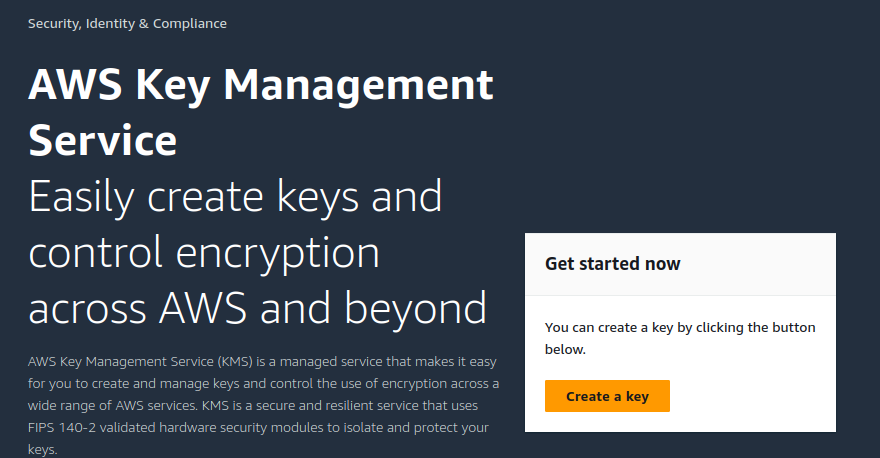 Security, Identity & Compliance
AWS Key Management
Service
Easily create keys and
control encryption
across AWS and beyond
AWS Key Management Service (KMS) is a managed service that makes it easy
for you to create and manage keys and control the use of encryption across a
wide range of AWS services. KMS is a secure and resilient service that uses
FIPS 140-2 validated hardware security modules to isolate and protect your
keys.
Get started now
You can create a key by clicking the button
below.
Create a key